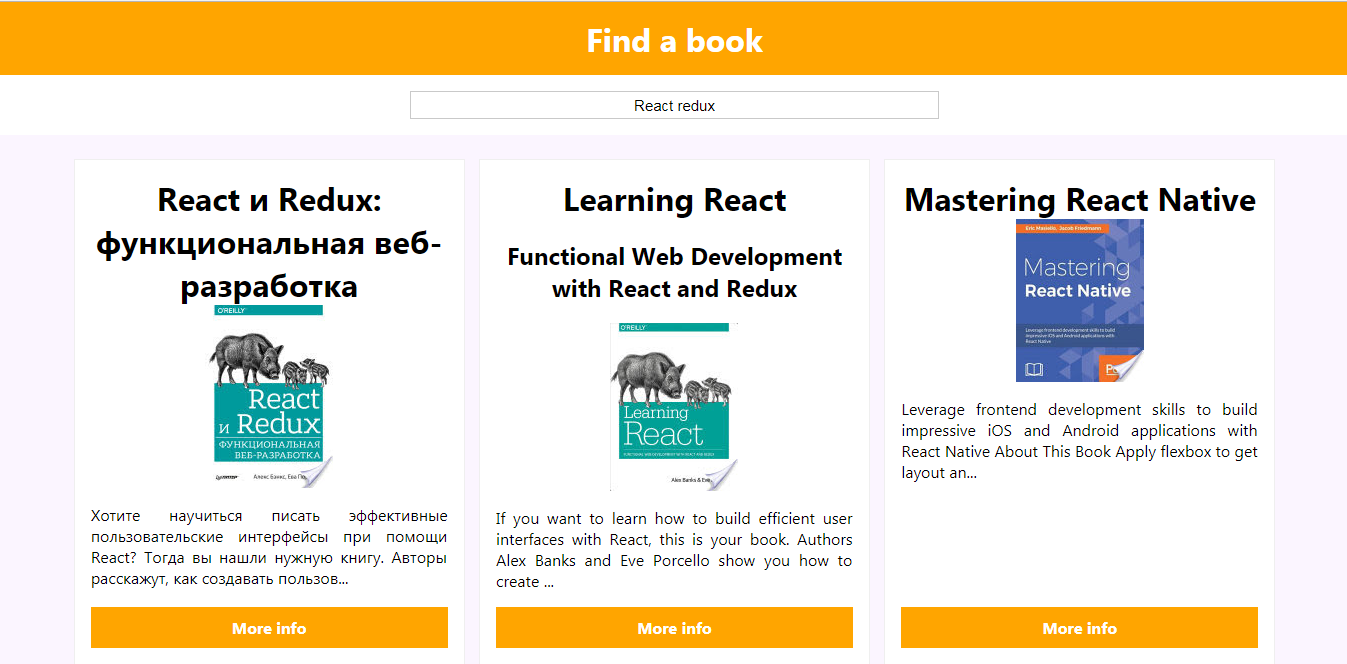 Find a book
React redux
React и Redux:
функциональная веб-
разработка
O'REILLY
React
и Redux
ФУНКЦИОНАЛЬНАЯ
ВЕБ-РАЗРАБОТКА
Алекс Бэнкс, Ева По
Хотите научиться писать эффективные
пользовательские интерфейсы при помощи
React? Тогда вы нашли нужную книгу. Авторы
расскажут, как создавать пользов...
More info
Learning React
Functional Web Development
with React and Redux
O'REILLY
Learning
React
FUNCTIONAL WEB DEVELOPMENT WITH REACT AND REDUX
Alex Banks & Eve
If you want to learn how to build efficient user
interfaces with React, this is your book. Authors
Alex Banks and Eve Porcello show you how to
create ...
More info
Mastering React Native
Eric Masiello, Jacob Friedmann
Mastering
React Native
Leverage frontend development skills to build
impressive iOS and Android applications with
React Native
Leverage frontend development skills to build
impressive iOS and Android applications with
React Native About This Book Apply flexbox to get
layout an...
More info